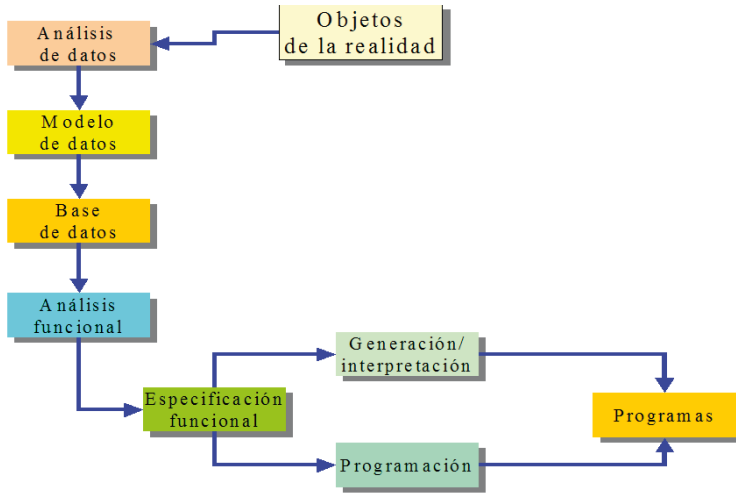 Objetos
de la realidad
Análisis
de datos
Modelo
de datos
Base
de datos
Análisis
funcional
Especificación
funcional
Generación/
interpretación
Programación
Programas